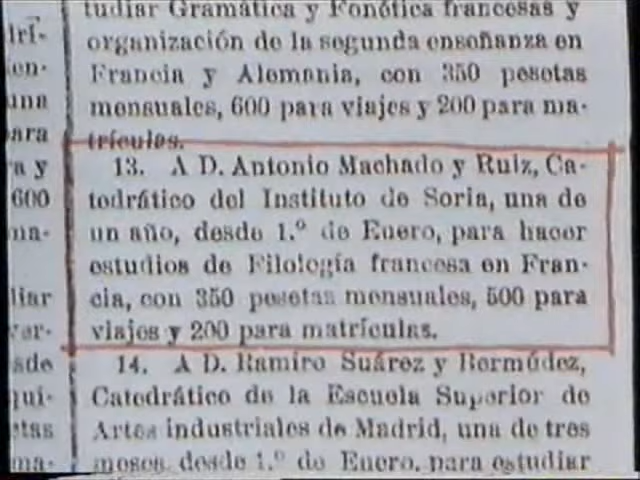 tudiar Gramática y Fonética francesas y
organización de la segunda enseñanza en
Francia y Alemania, con 350 pesetas
mensuales, 600 para viajes y 200 para ma-
trículas.
13. A D. Antonio Machado y Ruiz, Ca-
tedrático del Instituto de Soria, una de
un año, desde 1.º de Enero, para hacer
estudios de Filología francesa en Fran-
cia, con 350 pesetas mensuales, 500 para
viajes y 200 para matrículas.
14. A D. Ramiro Suárez y Bermúdez,
Catedrático de la Escuela Superior de
Artes industriales de Madrid, una de tres
meses, desde 1.º de Enero, para estudiar